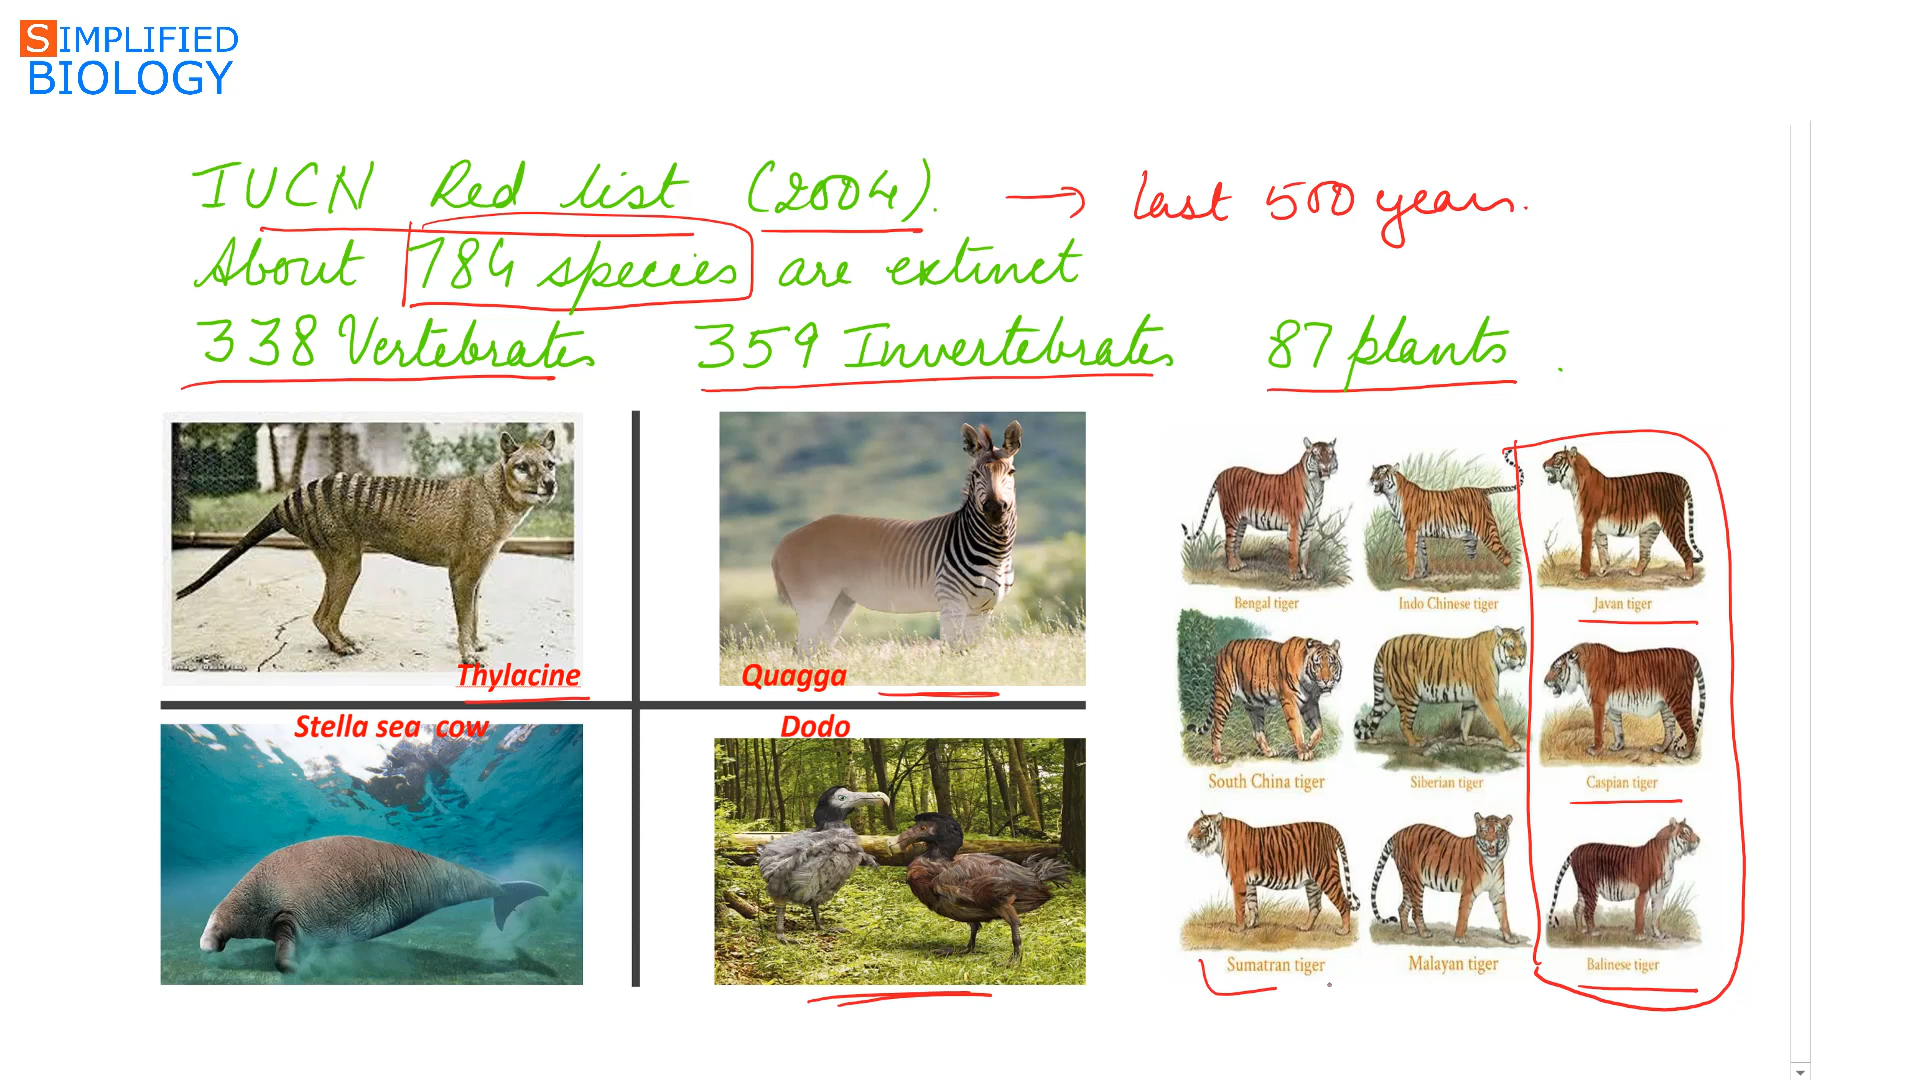 SIMPLIFIED
BIOLOGY
IUCN Red list (2004). → last 500 years.
About 784 species are extinct
338 Vertebrates 359 Invertebrates 87 plants.
Thylacine
Quagga
Stella sea cow
Dodo
Bengal tiger
Indo Chinese tiger
Javan tiger
South China tiger
Siberian tiger
Caspian tiger
Sumatran tiger
Malayan tiger
Balinese tiger